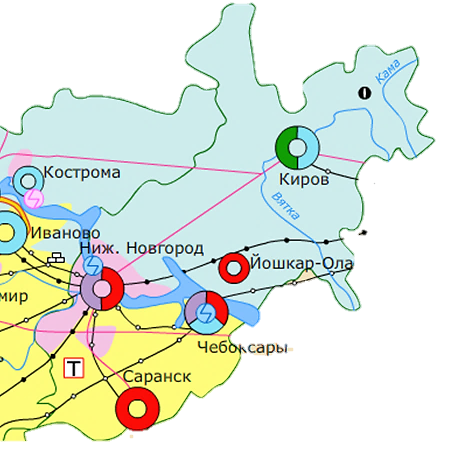 Кама
Кострома
Киров
Вятка
Иваново
Ниж. Новгород
Йошкар-Ола
мир
Чебоксары
Т
Саранск